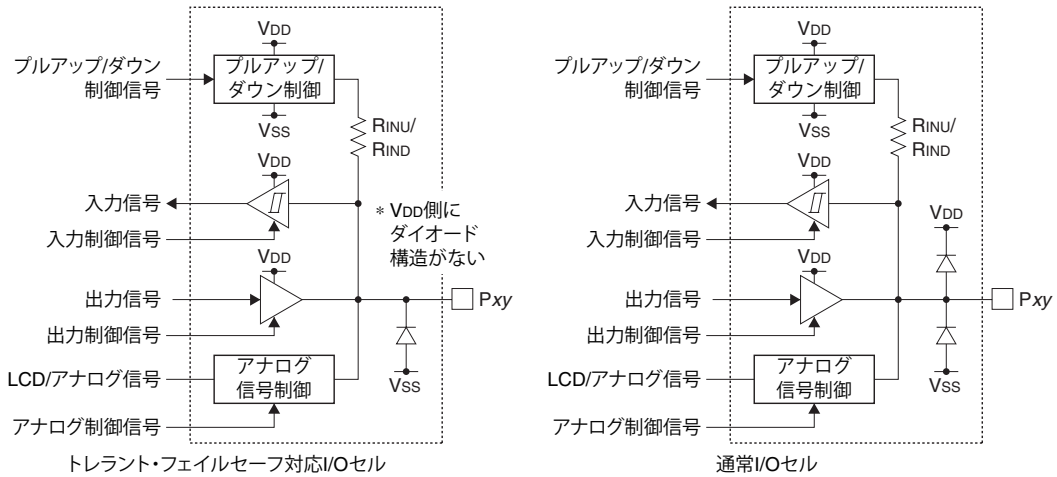 VDD
プルアップ/ダウン
制御信号
プルアップ/
ダウン制御
VSS
RINU/
RIND
VDD
入力信号
入力制御信号
* VDD側に
ダイオード
構造がない
VDD
出力信号
出力制御信号
Pxy
LCD/アナログ信号
アナログ
信号制御
VSS
アナログ制御信号
トレラント・フェイルセーフ対応I/Oセル
VDD
プルアップ/ダウン
制御信号
プルアップ/
ダウン制御
VSS
RINU/
RIND
VDD
入力信号
入力制御信号
VDD
VDD
出力信号
出力制御信号
Pxy
LCD/アナログ信号
アナログ
信号制御
VSS
アナログ制御信号
通常I/Oセル